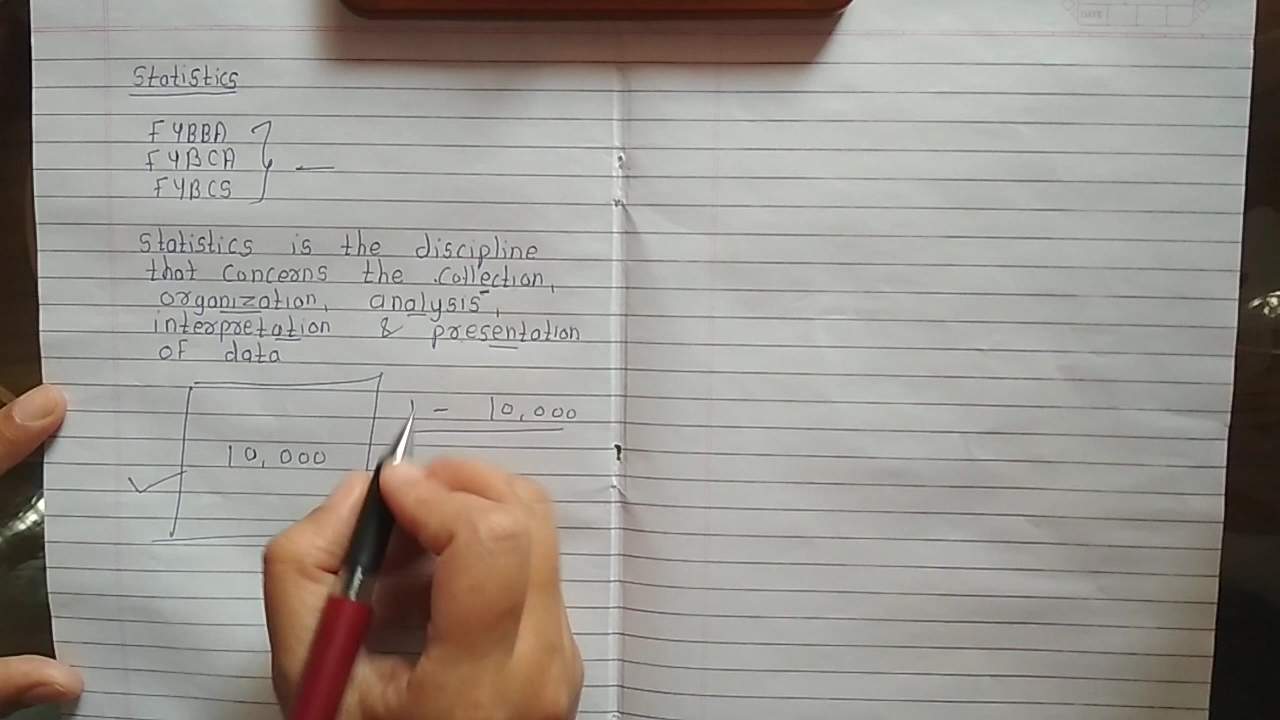 DATE
Statistics
FYBBA
FYBCA
FYBCS
Statistics is the discipline
that concerns the collection,
organization, analysis,
interpretation & presentation
of data
1 - 10,000
10,000